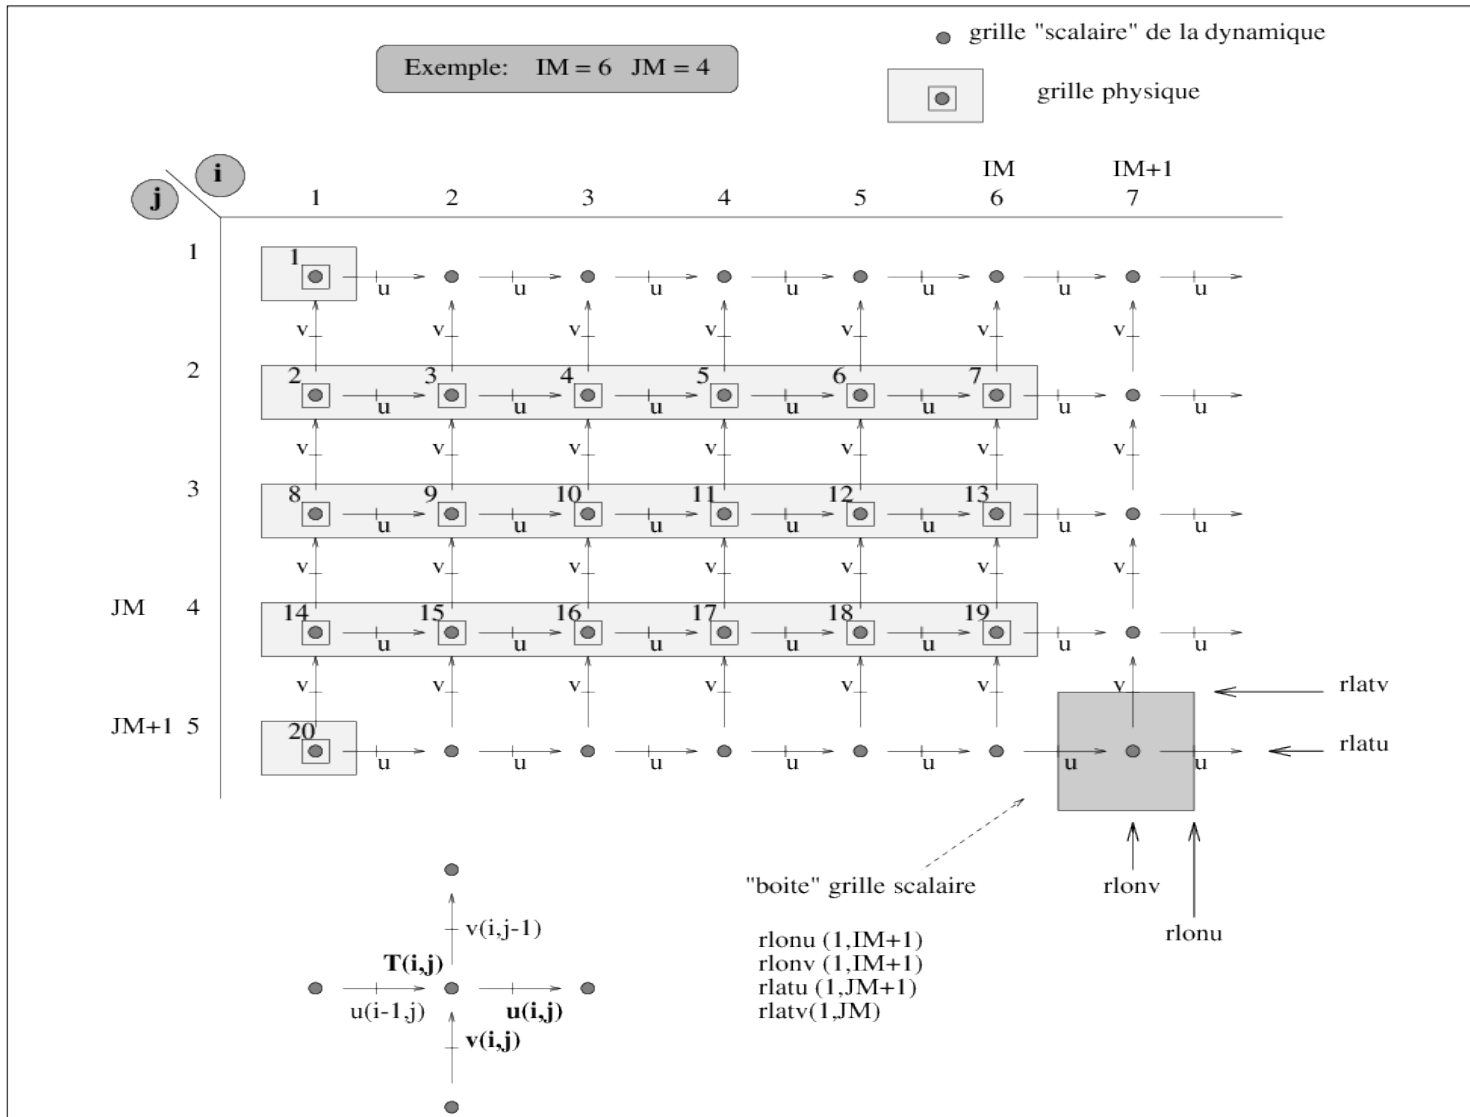 grille "scalaire" de la dynamique
Exemple: IM = 6 JM = 4
grille physique
i
j
IM IM+1
1 2 3 4 5 6 7
1
1
u u u u u u u
v v v v v v v
2
2 3 4 5 6 7
u u u u u u u
v v v v v v v
3
8 9 10 11 12 13
u u u u u u u
v v v v v v v
JM 4
14 15 16 17 18 19
u u u u u u u
v v v v v v v
rlatv
JM+1 5
20
rlatu
u u u u u u u
"boite" grille scalaire
rlonv
rlonu
v(i,j-1)
T(i,j)
u(i-1,j)
u(i,j)
v(i,j)
rlonu (1,IM+1)
rlonv (1,IM+1)
rlatu (1,JM+1)
rlatv(1,JM)